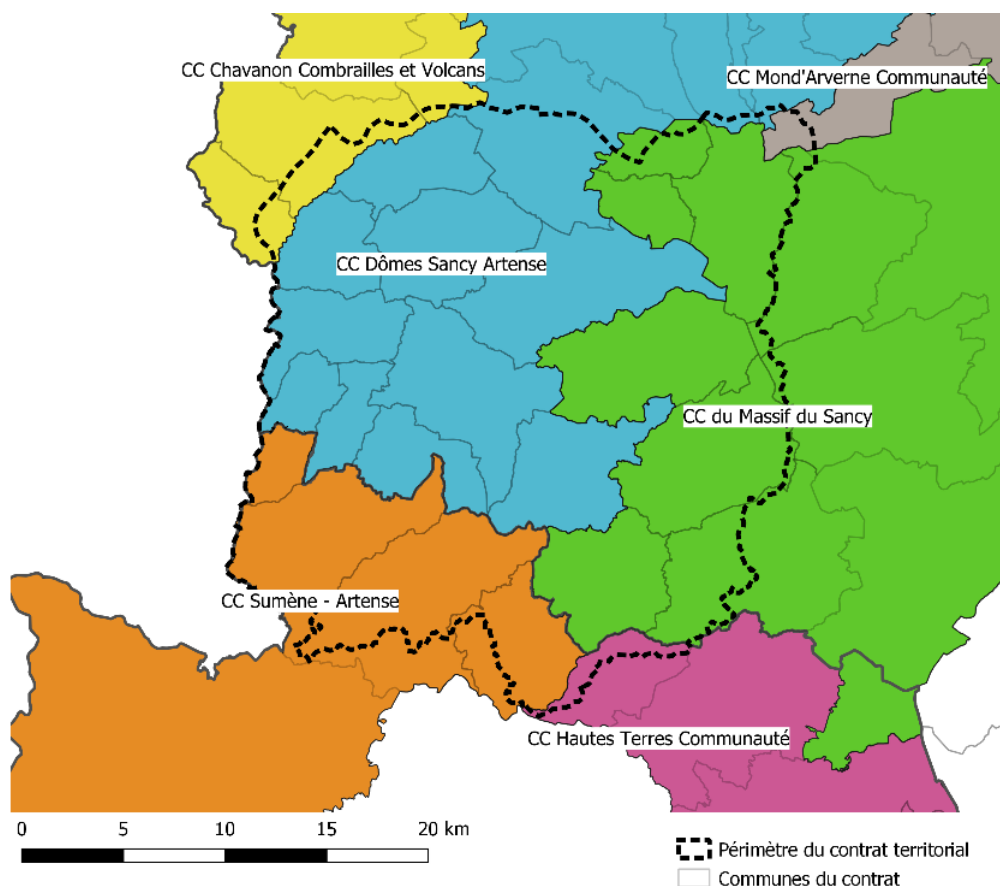 CC Chavanon Combrailles et Volcans
CC Mond'Arverne Communauté
CC Dômes Sancy Artense
CC du Massif du Sancy
CC Sumène - Artense
CC Hautes Terres Communauté
0 5 10 15 20 km
Périmètre du contrat territorial
Communes du contrat